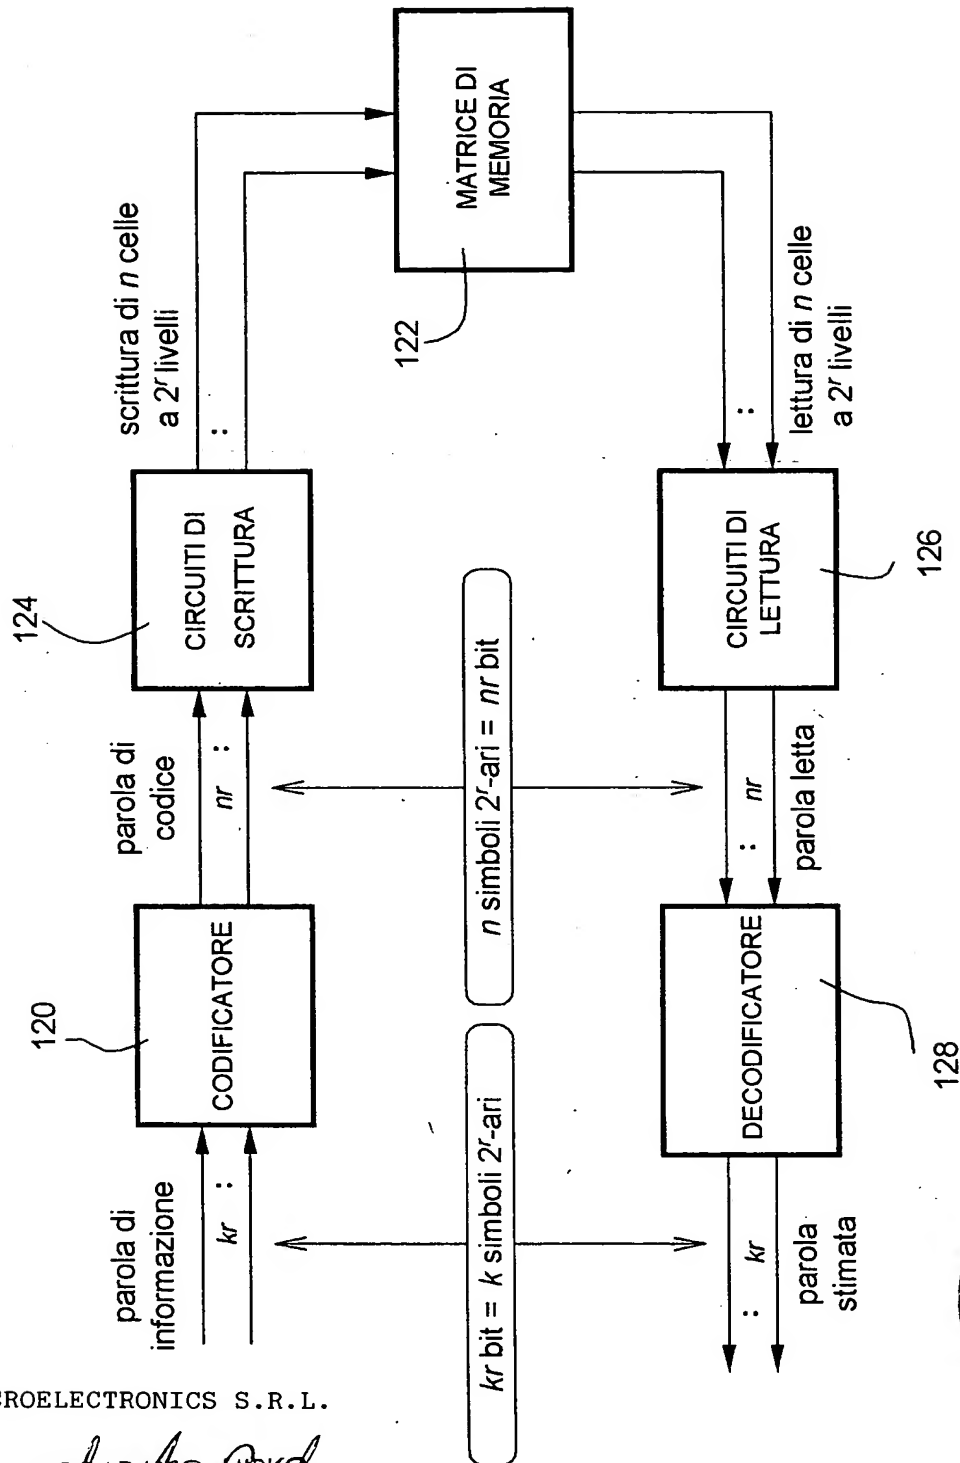 parola di
informazione
kr :
120
CODIFICATORE
parola di
codice
nr :
124
CIRCUITI DI
SCRITTURA
scrittura di n celle
a 2^r livelli
:
122
MATRICE DI
MEMORIA
kr bit = k simboli 2^r-ari
n simboli 2^r-ari = nr bit
: kr
parola
stimata
DECODIFICATORE
128
: nr
parola letta
CIRCUITI DI
LETTURA
126
:
lettura di n celle
a 2^r livelli
CROELECTRONICS S.R.L.